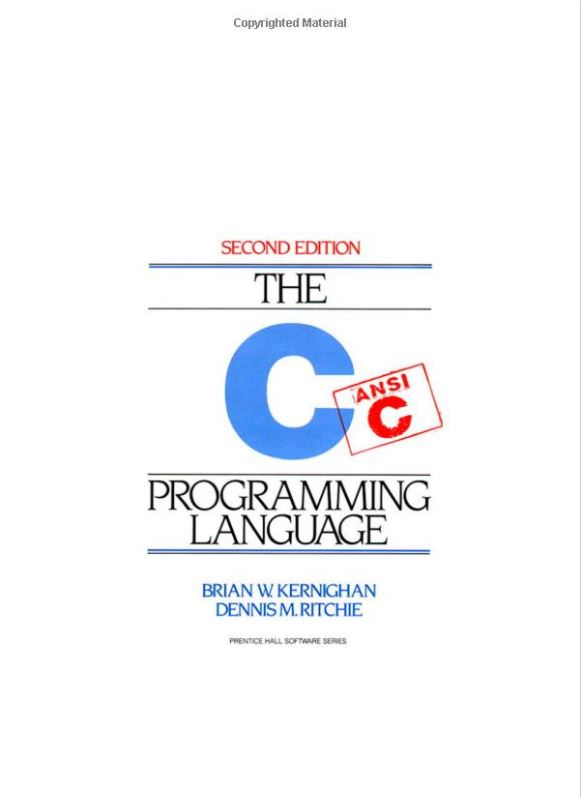 Copyrighted Material
SECOND EDITION
THE
C
ANSI
C
PROGRAMMING
LANGUAGE
BRIAN W. KERNIGHAN
DENNIS M. RITCHIE
PRENTICE HALL SOFTWARE SERIES